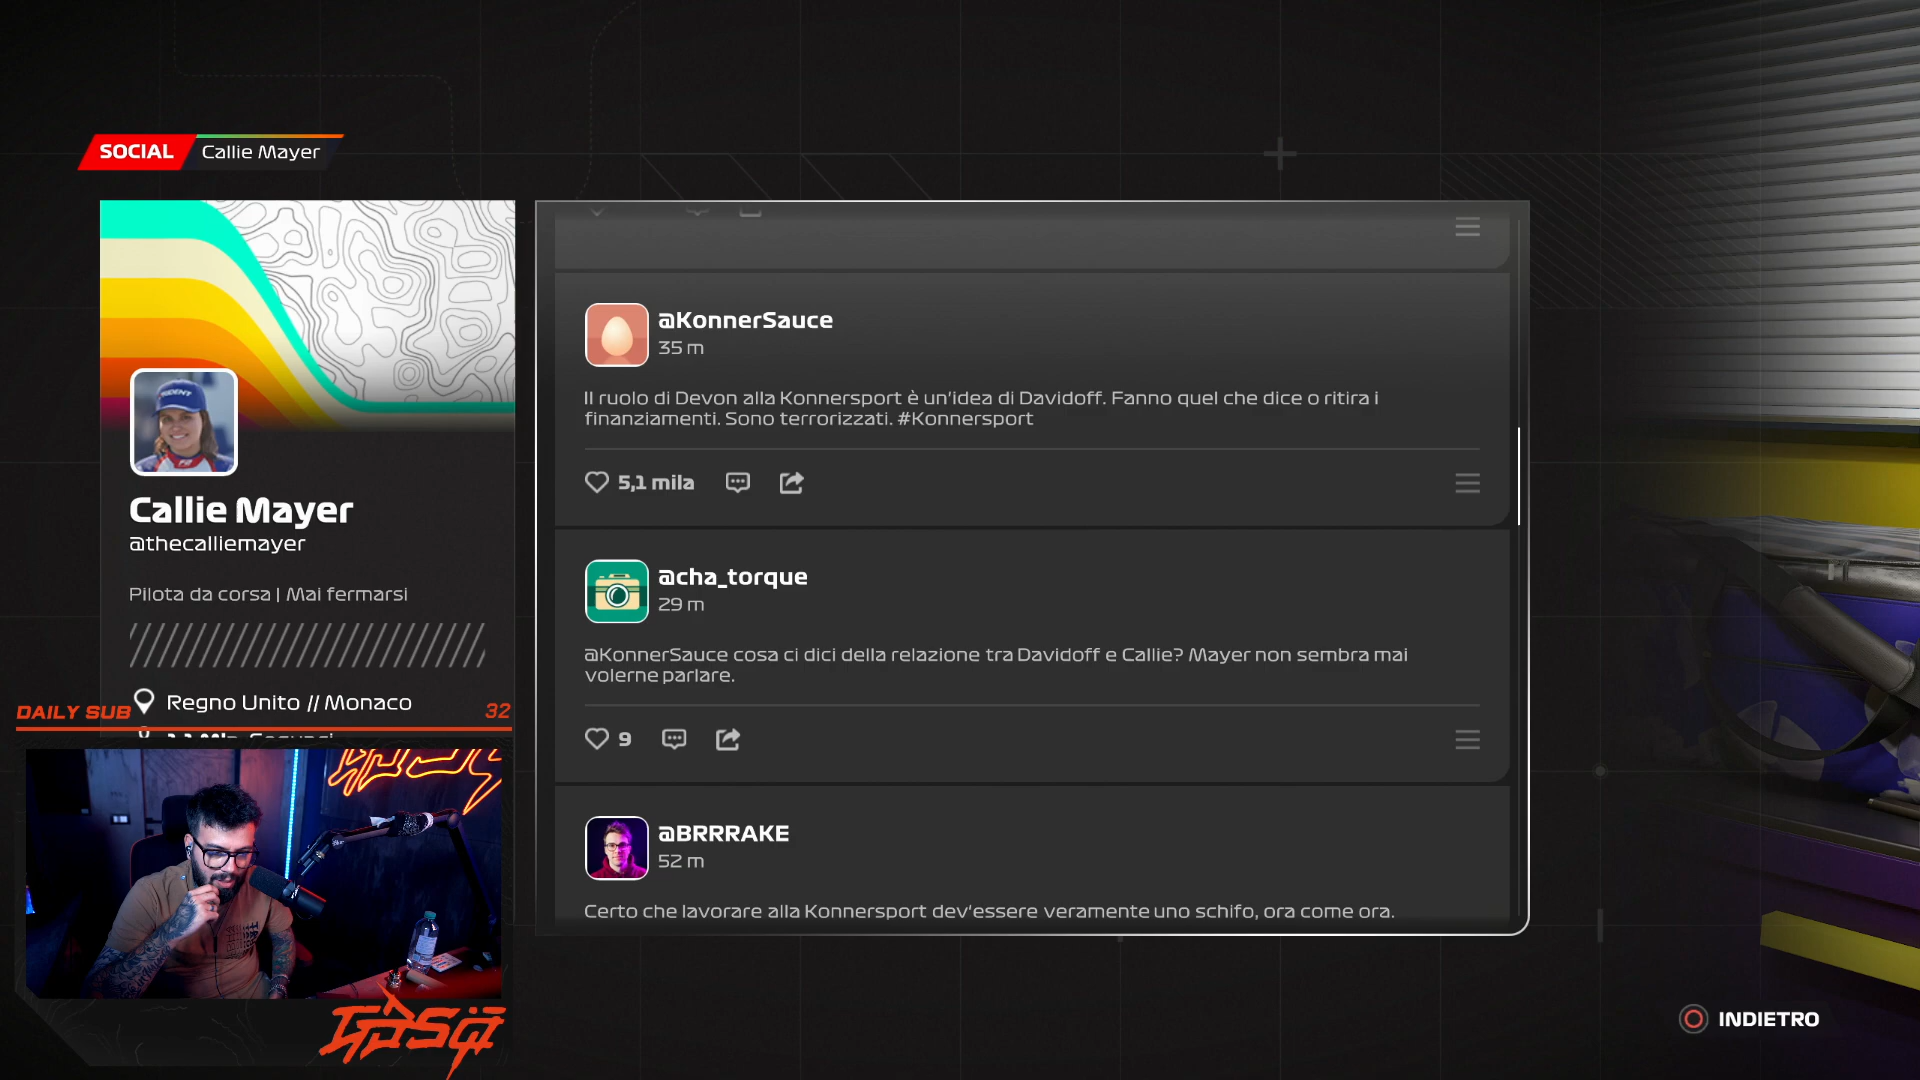 SOCIAL
Callie Mayer
Callie Mayer
@thecalliemayer
Pilota da corsa | Mai fermarsi
Regno Unito // Monaco
DAILY SUB 32
@KonnerSauce
35 m
Il ruolo di Devon alla Konnersport è un'idea di Davidoff. Fanno quel che dice o ritira i
finanziamenti. Sono terrorizzati. #Konnersport
5,1 mila
@cha_torque
29 m
@KonnerSauce cosa ci dici della relazione tra Davidoff e Callie? Mayer non sembra mai
volerne parlare.
9
@BRRRAKE
52 m
Certo che lavorare alla Konnersport dev'essere veramente uno schifo, ora come ora.
INDIETRO